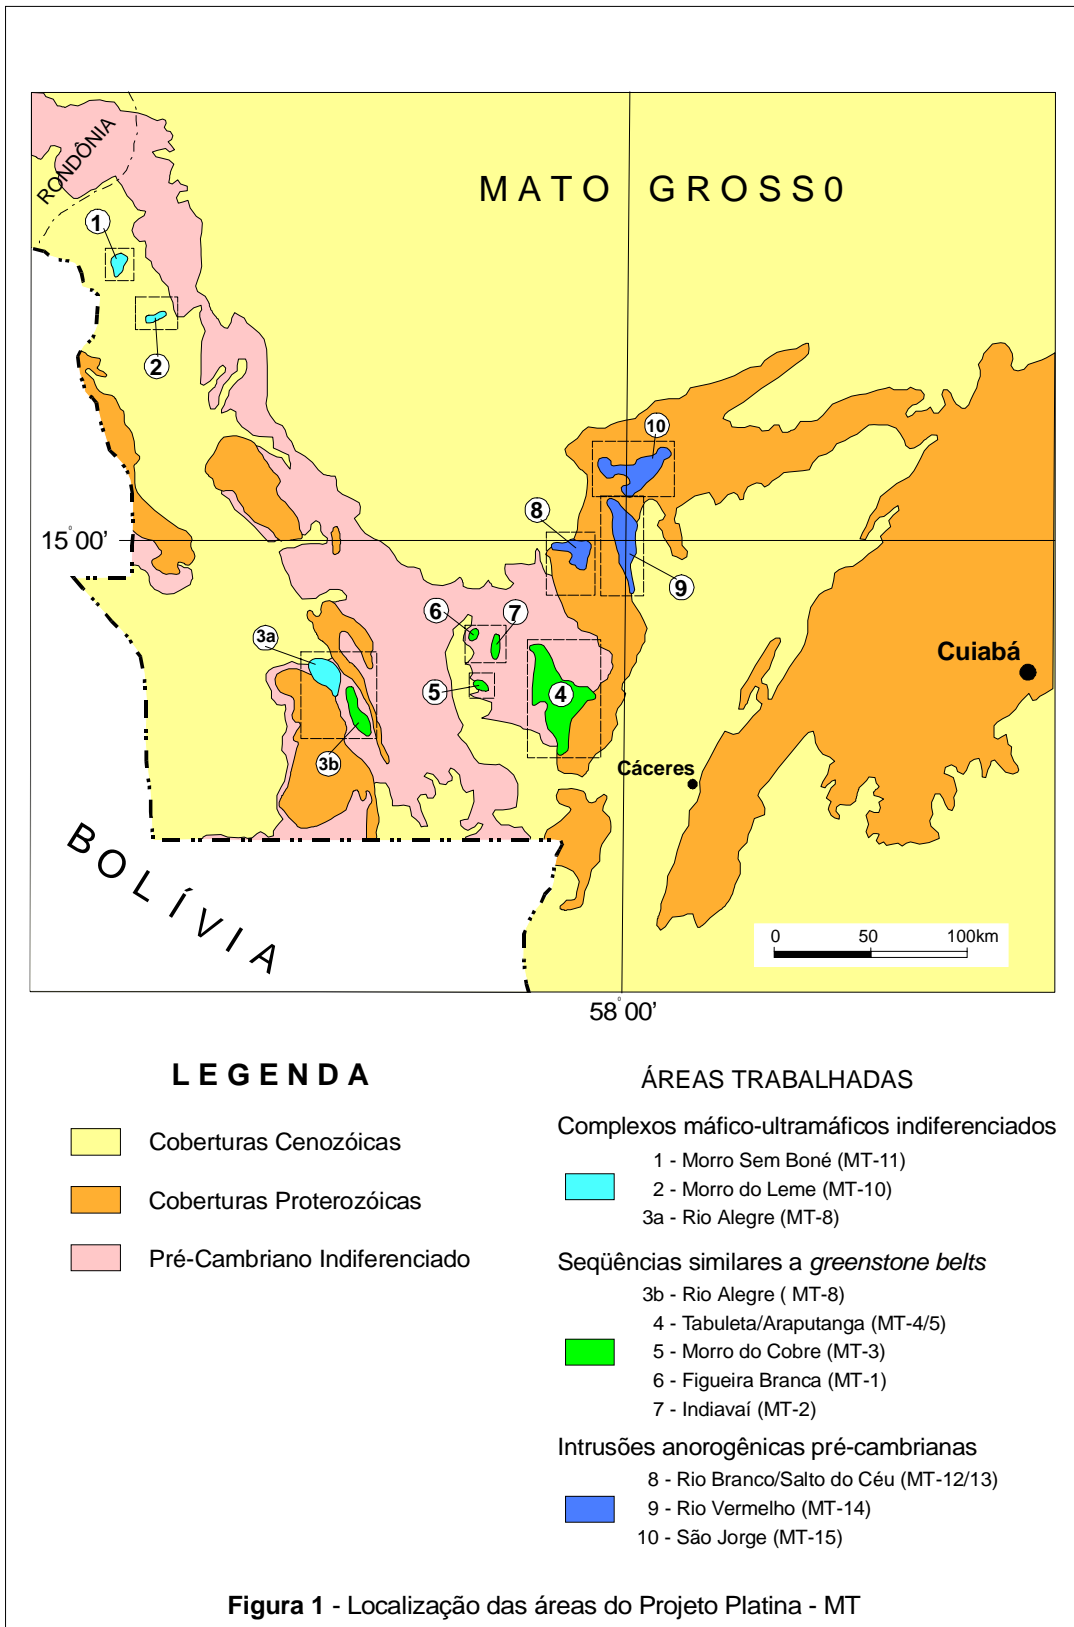 RONDÔNIA
MATO GROSS0
1
2
10
8
15°00'
9
6
7
3a
5
4
Cuiabá
3b
Cáceres
BOLÍVIA
0 50 100km
58°00'
LEGENDA
Coberturas Cenozóicas
Coberturas Proterozóicas
Pré-Cambriano Indiferenciado
ÁREAS TRABALHADAS
Complexos máfico-ultramáficos indiferenciados
1 - Morro Sem Boné (MT-11)
2 - Morro do Leme (MT-10)
3a - Rio Alegre (MT-8)
Seqüências similares a greenstone belts
3b - Rio Alegre ( MT-8)
4 - Tabuleta/Araputanga (MT-4/5)
5 - Morro do Cobre (MT-3)
6 - Figueira Branca (MT-1)
7 - Indiavaí (MT-2)
Intrusões anorogênicas pré-cambrianas
8 - Rio Branco/Salto do Céu (MT-12/13)
9 - Rio Vermelho (MT-14)
10 - São Jorge (MT-15)
Figura 1 - Localização das áreas do Projeto Platina - MT